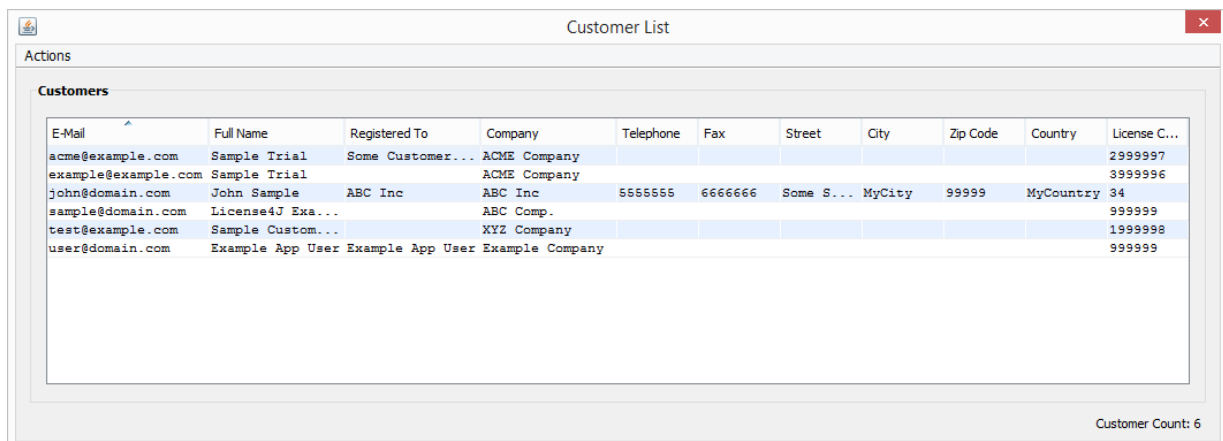 Customer List
Actions
Customers
E-Mail Full Name Registered To Company Telephone Fax Street City Zip Code Country License C...
acme@example.com Sample Trial Some Customer... ACME Company 2999997
example@example.com Sample Trial ACME Company 3999996
john@domain.com John Sample ABC Inc ABC Inc 5555555 6666666 Some S... MyCity 99999 MyCountry 34
sample@domain.com License4J Exa... ABC Comp. 999999
test@example.com Sample Custom... XYZ Company 1999998
user@domain.com Example App User Example App User Example Company 999999
Customer Count: 6